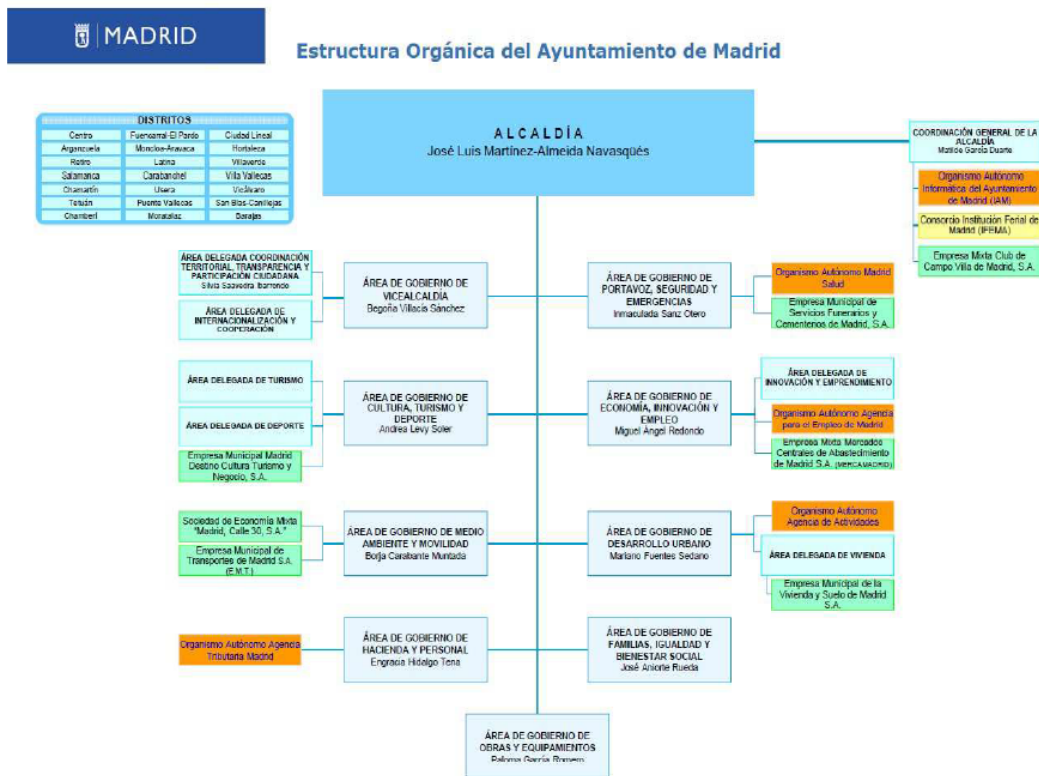 MADRID
Estructura Orgánica del Ayuntamiento de Madrid
DISTRITOS
Centro Fuencarral-El Pardo Ciudad Lineal
Arganzuela Moncloa-Aravaca Hortaleza
Retiro Latina Villaverde
Salamanca Carabanchel Villa Vallecas
Chamartín Usera Vicálvaro
Tetuán Puente Vallecas San Blas-Canillejas
Chamberí Moratalaz Barajas
ALCALDÍA
José Luis Martínez-Almeida Navasqüés
COORDINACIÓN GENERAL DE LA
ALCALDÍA
Matilde García Duarte
Organismo Autónomo
Informática del Ayuntamiento
de Madrid (IAM)
Consorcio Institución Ferial de
Madrid (IFEMA)
Empresa Mixta Club de
Campo Villa de Madrid, S.A.
ÁREA DELEGADA COORDINACIÓN
TERRITORIAL, TRANSPARENCIA Y
PARTICIPACIÓN CIUDADANA
Silvia Saavedra Ibarrondo
ÁREA DELEGADA DE
INTERNACIONALIZACIÓN Y
COOPERACIÓN
ÁREA DE GOBIERNO DE
VICEALCALDÍA
Begoña Villacís Sánchez
ÁREA DE GOBIERNO DE
PORTAVOZ, SEGURIDAD Y
EMERGENCIAS
Inmaculada Sanz Otero
Organismo Autónomo Madrid
Salud
Empresa Municipal de
Servicios Funerarios y
Cementerios de Madrid, S.A.
ÁREA DELEGADA DE TURISMO
ÁREA DELEGADA DE DEPORTE
Empresa Municipal Madrid
Destino Cultura Turismo y
Negocio, S.A.
ÁREA DE GOBIERNO DE
CULTURA, TURISMO Y
DEPORTE
Andrea Levy Soler
ÁREA DE GOBIERNO DE
ECONOMÍA, INNOVACIÓN Y
EMPLEO
Miguel Ángel Redondo
ÁREA DELEGADA DE
INNOVACIÓN Y EMPRENDIMIENTO
Organismo Autónomo Agencia
para el Empleo de Madrid
Empresa Mixta Mercados
Centrales de Abastecimiento
de Madrid S.A. (MERCAMADRID)
Sociedad de Economía Mixta
"Madrid, Calle 30, S.A."
Empresa Municipal de
Transportes de Madrid S.A.
(E.M.T.)
ÁREA DE GOBIERNO DE MEDIO
AMBIENTE Y MOVILIDAD
Borja Carabante Muntada
ÁREA DE GOBIERNO DE
DESARROLLO URBANO
Mariano Fuentes Sedano
Organismo Autónomo
Agencia de Actividades
ÁREA DELEGADA DE VIVIENDA
Empresa Municipal de la
Vivienda y Suelo de Madrid
S.A.
Organismo Autónomo Agencia
Tributaria Madrid
ÁREA DE GOBIERNO DE
HACIENDA Y PERSONAL
Engracia Hidalgo Tena
ÁREA DE GOBIERNO DE
FAMILIAS, IGUALDAD Y
BIENESTAR SOCIAL
José Aniorte Rueda
ÁREA DE GOBIERNO DE
OBRAS Y EQUIPAMIENTOS
Paloma García Romero